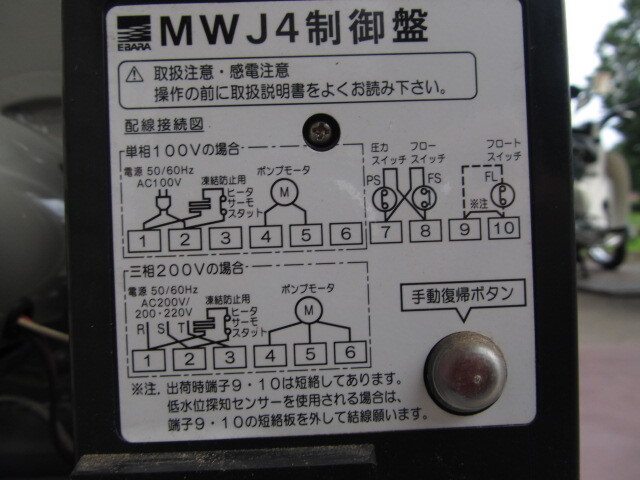 EBARA
MWJ4制御盤
取扱注意・感電注意
操作の前に取扱説明書をよくお読み下さい。
配線接続図
単相100Vの場合
電源 50/60Hz
AC100V
凍結防止用
ヒータ
サーモ
スタット
ポンプモータ
M
1 2 3 4 5 6
圧力
スイッチ
フロー
スイッチ
フロート
スイッチ
PS
FS
FL
※注
7 8 9 10
三相200Vの場合
電源 50/60Hz
AC200V/
200・220V
R S T
凍結防止用
ヒータ
サーモ
スタット
ポンプモータ
M
1 2 3 4 5 6
手動復帰ボタン
※注. 出荷時端子9・10は短絡してあります。
低水位探知センサーを使用される場合は、
端子9・10の短絡板を外して結線願います。